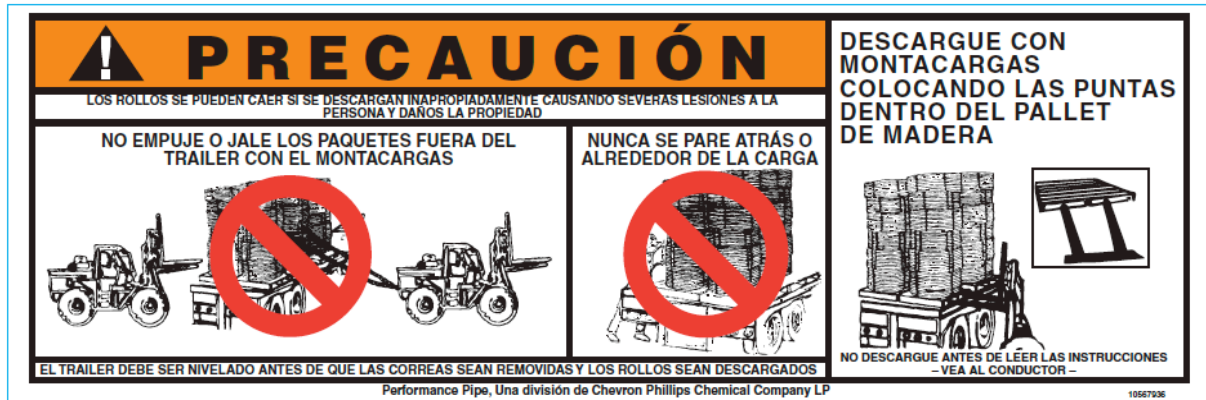 PRECAUCIÓN
LOS ROLLOS SE PUEDEN CAER SI SE DESCARGAN INAPROPIADAMENTE CAUSANDO SEVERAS LESIONES A LA
PERSONA Y DAÑOS LA PROPIEDAD
NO EMPUJE O JALE LOS PAQUETES FUERA DEL
TRAILER CON EL MONTACARGAS
NUNCA SE PARE ATRÁS O
ALREDEDOR DE LA CARGA
EL TRAILER DEBE SER NIVELADO ANTES DE QUE LAS CORREAS SEAN REMOVIDAS Y LOS ROLLOS SEAN DESCARGADOS
DESCARGUE CON
MONTACARGAS
COLOCANDO LAS PUNTAS
DENTRO DEL PALLET
DE MADERA
NO DESCARGUE ANTES DE LEER LAS INSTRUCCIONES
– VEA AL CONDUCTOR –
Performance Pipe, Una división de Chevron Phillips Chemical Company LP
10567936